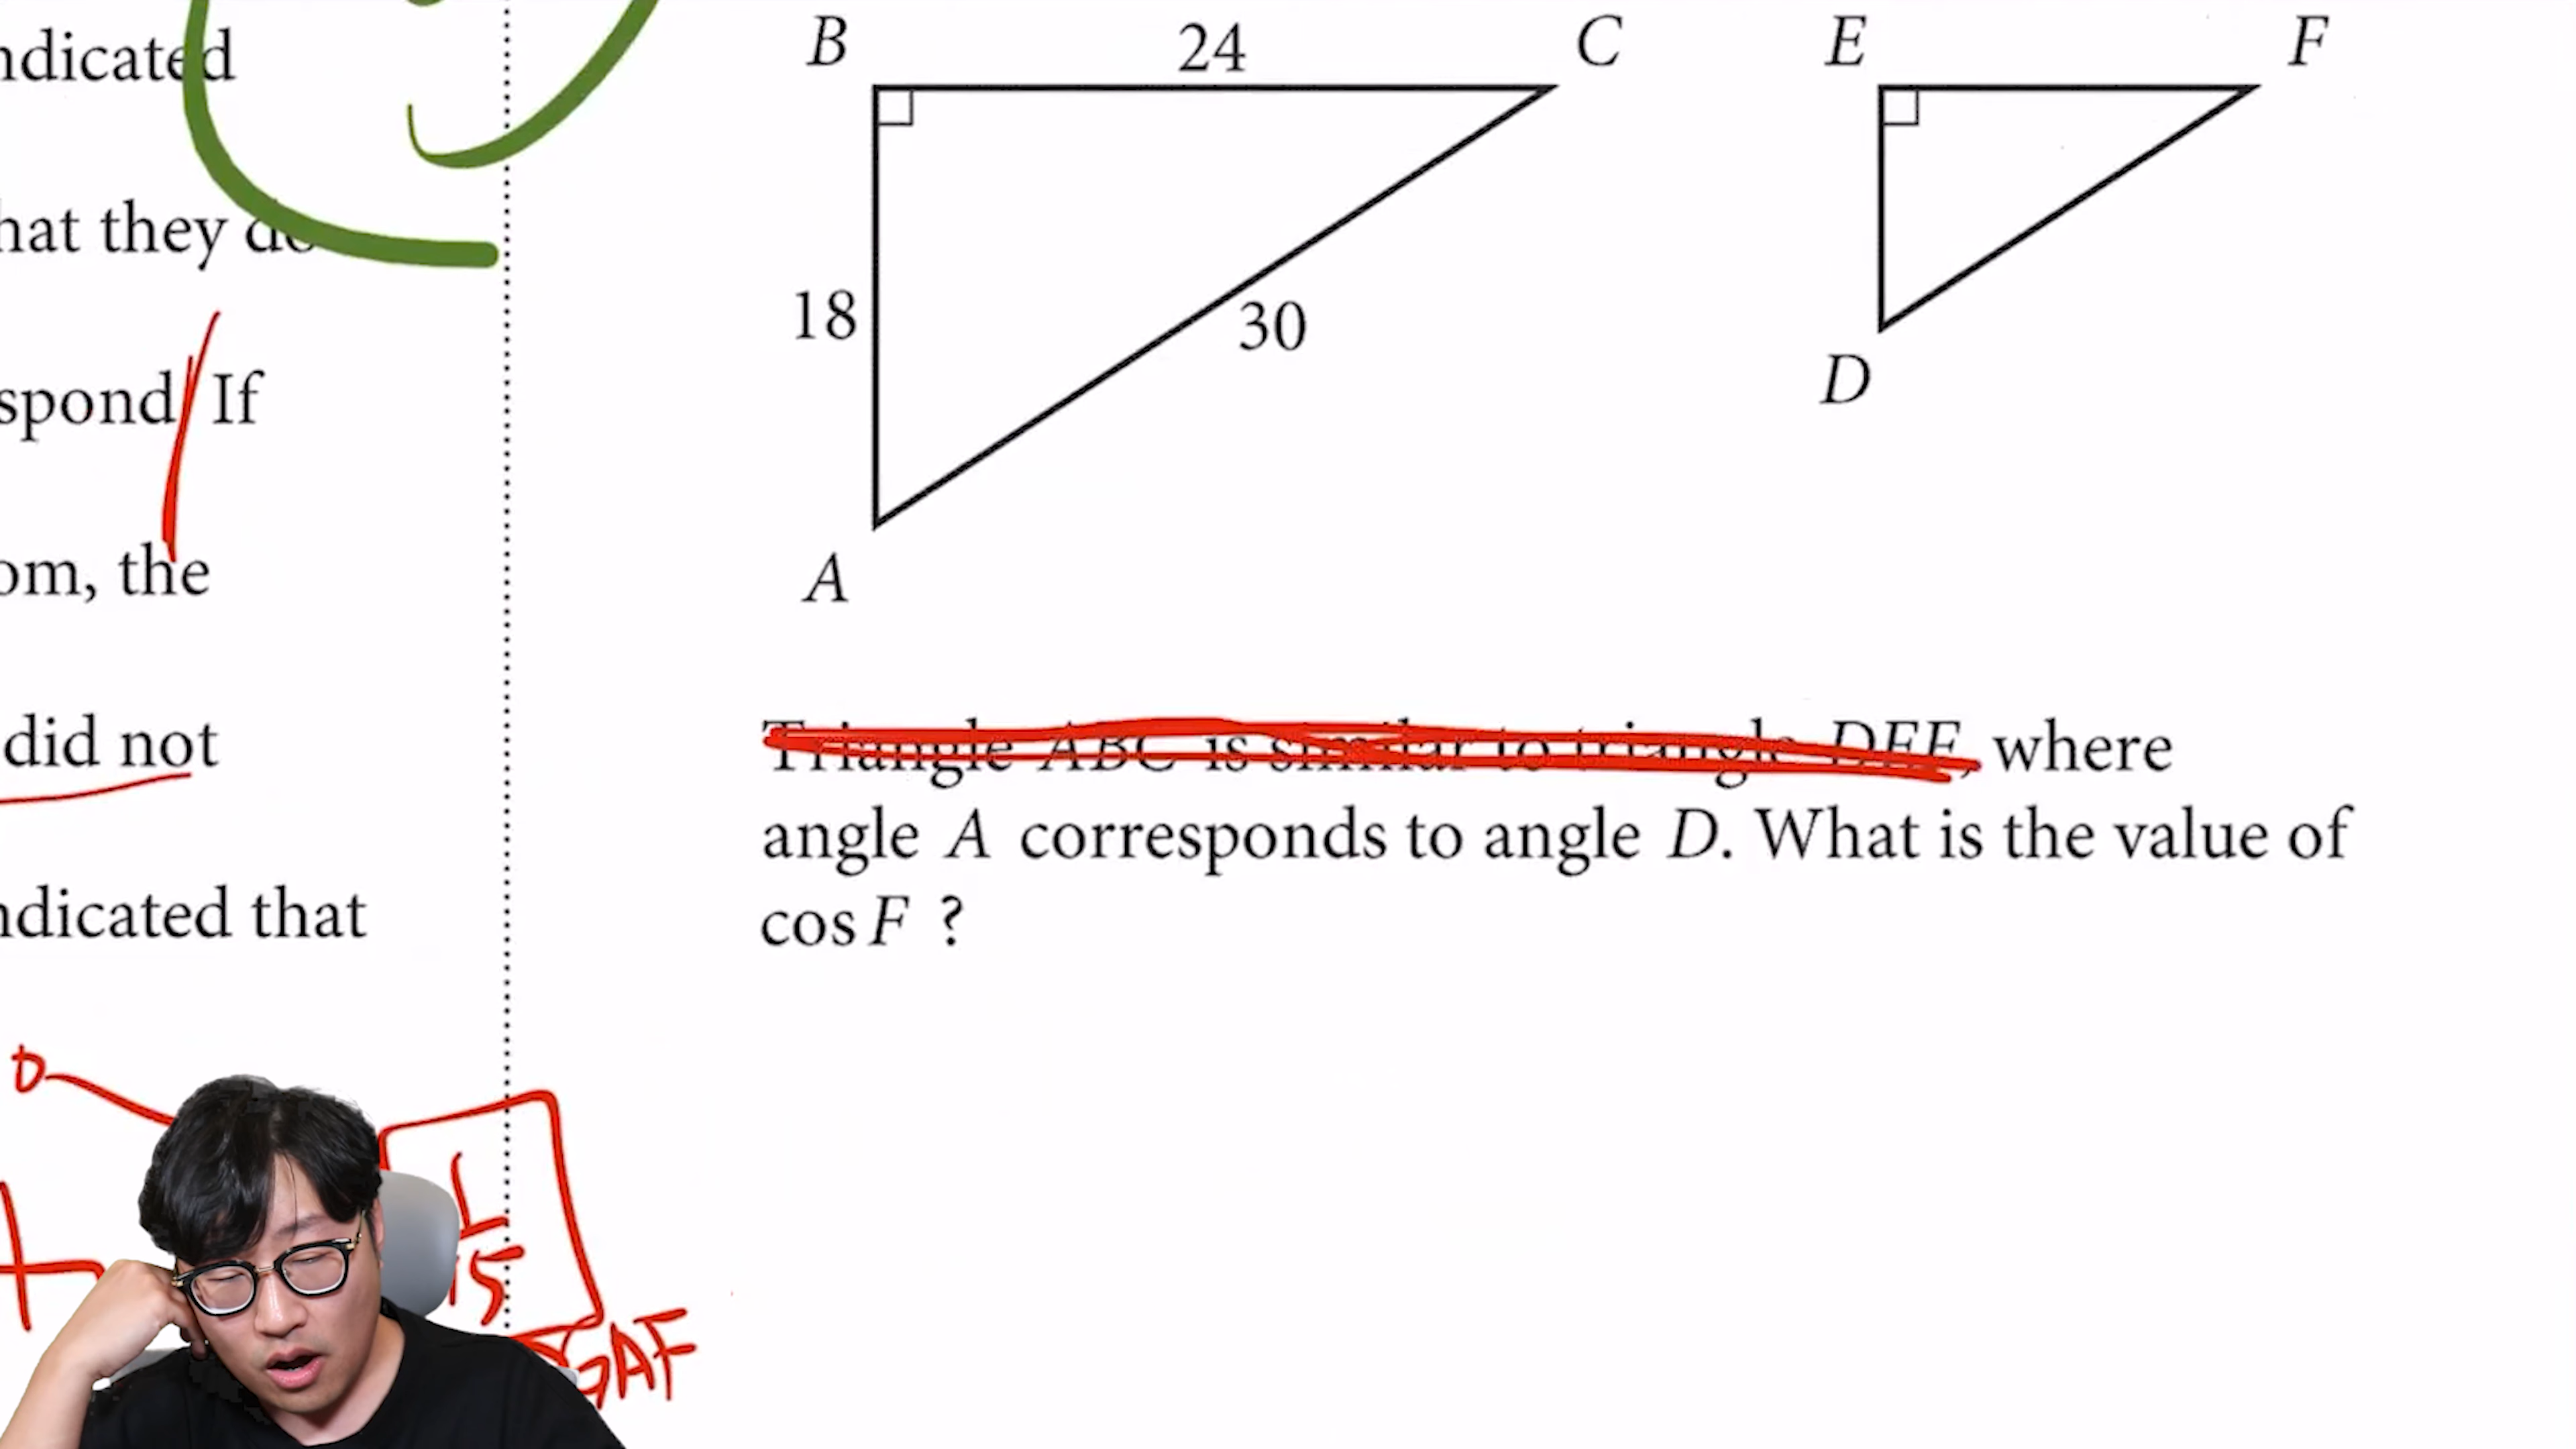 ndicated
hat they do
spond If
om, the
did not
ndicated that
B 24 C
18 30
A
E F
D
Triangle ABC is similar to triangle DEF, where
angle A corresponds to angle D. What is the value of
cos F ?